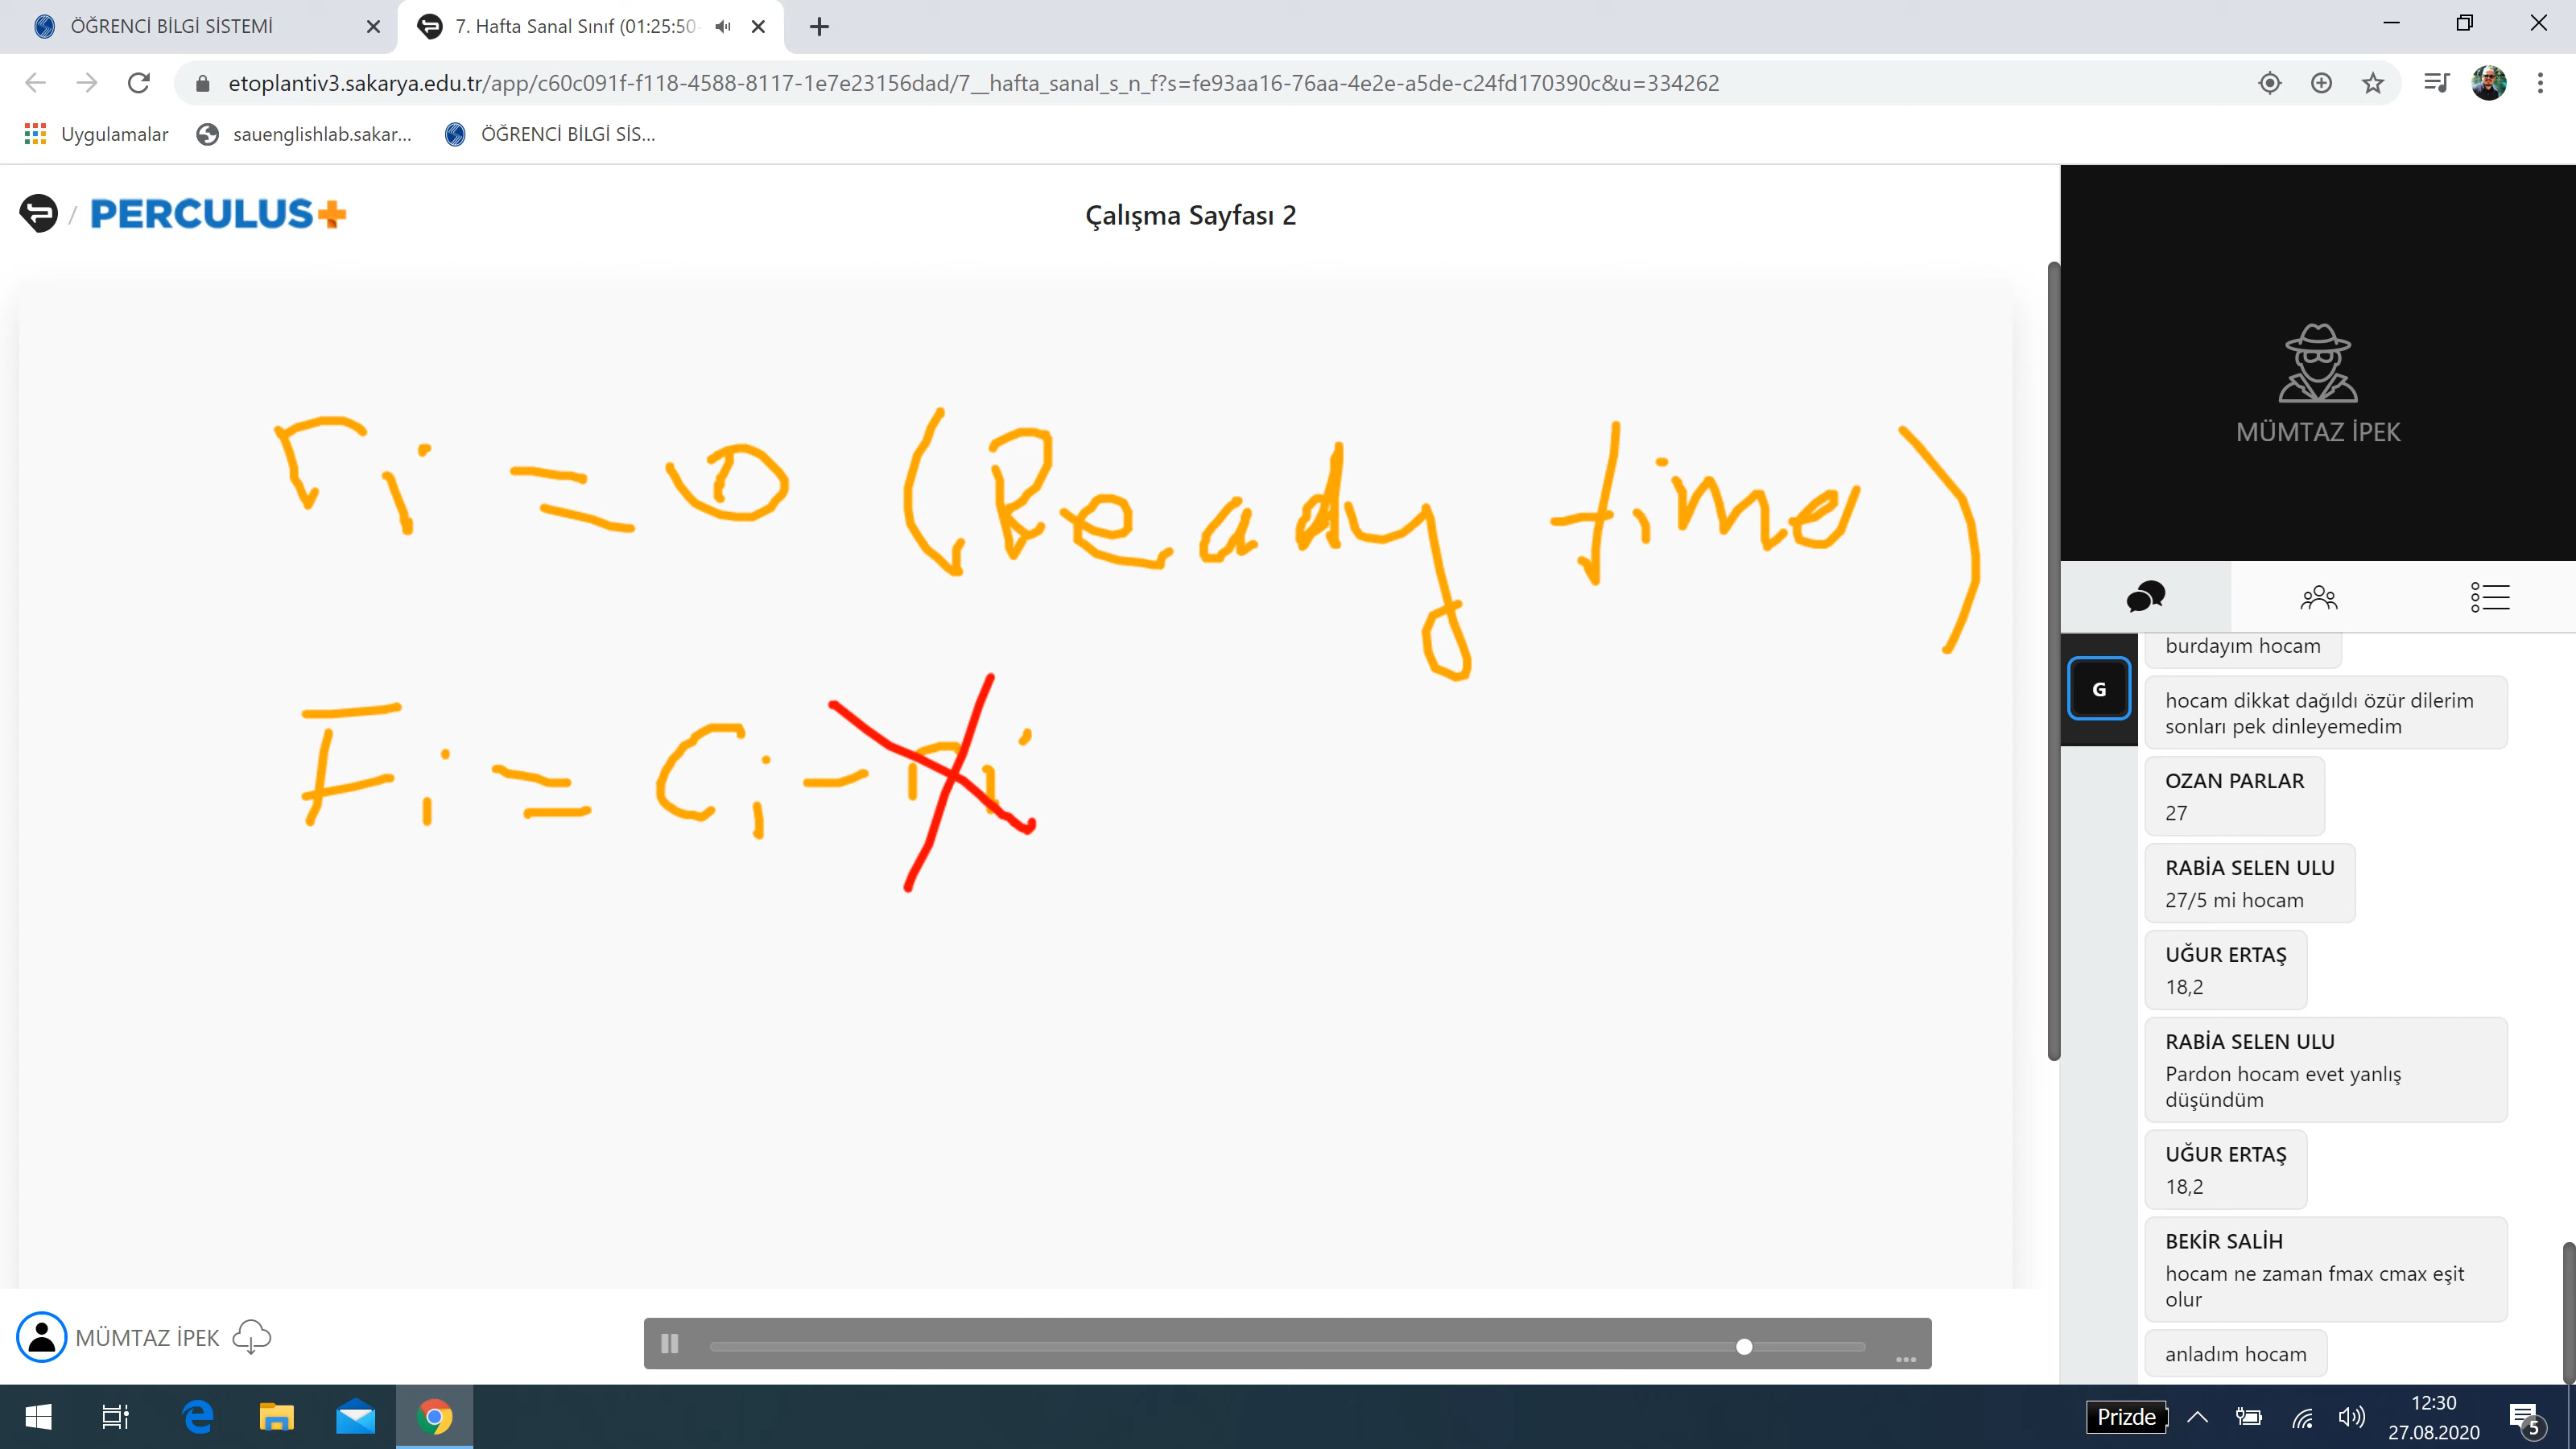 ÖĞRENCİ BİLGİ SİSTEMİ
7. Hafta Sanal Sınıf (01:25:50-
etoplantiv3.sakarya.edu.tr/app/c60c091f-f118-4588-8117-1e7e23156dad/7__hafta_sanal_s_n_f?s=fe93aa16-76aa-4e2e-a5de-c24fd170390c&u=334262
Uygulamalar
sauenglishlab.sakar...
ÖĞRENCİ BİLGİ SİS...
/ PERCULUS+
Çalışma Sayfası 2
ri = 0 (Ready time)
Fi = Ci - ri
MÜMTAZ İPEK
G
burdayım hocam
hocam dikkat dağıldı özür dilerim
sonları pek dinleyemedim
OZAN PARLAR
27
RABİA SELEN ULU
27/5 mi hocam
UĞUR ERTAŞ
18,2
RABİA SELEN ULU
Pardon hocam evet yanlış
düşündüm
UĞUR ERTAŞ
18,2
BEKİR SALİH
hocam ne zaman fmax cmax eşit
olur
anladım hocam
MÜMTAZ İPEK
Prizde
12:30
27.08.2020
5